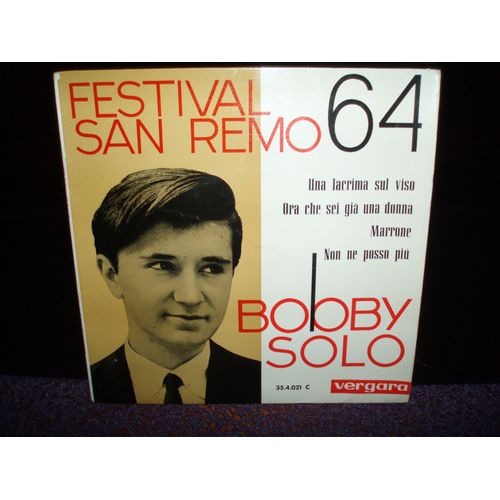 FESTIVAL 64
SAN REMO
Una lacrima sul viso
Ora che sei già una donna
Marrone
Non ne posso più
BOBBY
SOLO
35.4.021 C
vergara